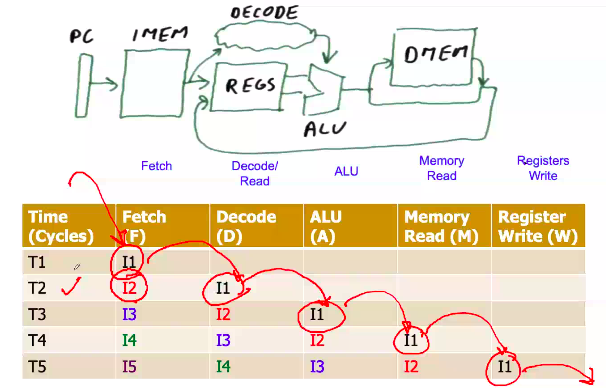 DECODE
PC IMEM
DMEM
REGS
ALU
Fetch Decode/ Read ALU Memory Read Registers Write
Time (Cycles) Fetch (F) Decode (D) ALU (A) Memory Read (M) Register Write (W)
T1 I1
T2 I2 I1
T3 I3 I2 I1
T4 I4 I3 I2 I1
T5 I5 I4 I3 I2 I1